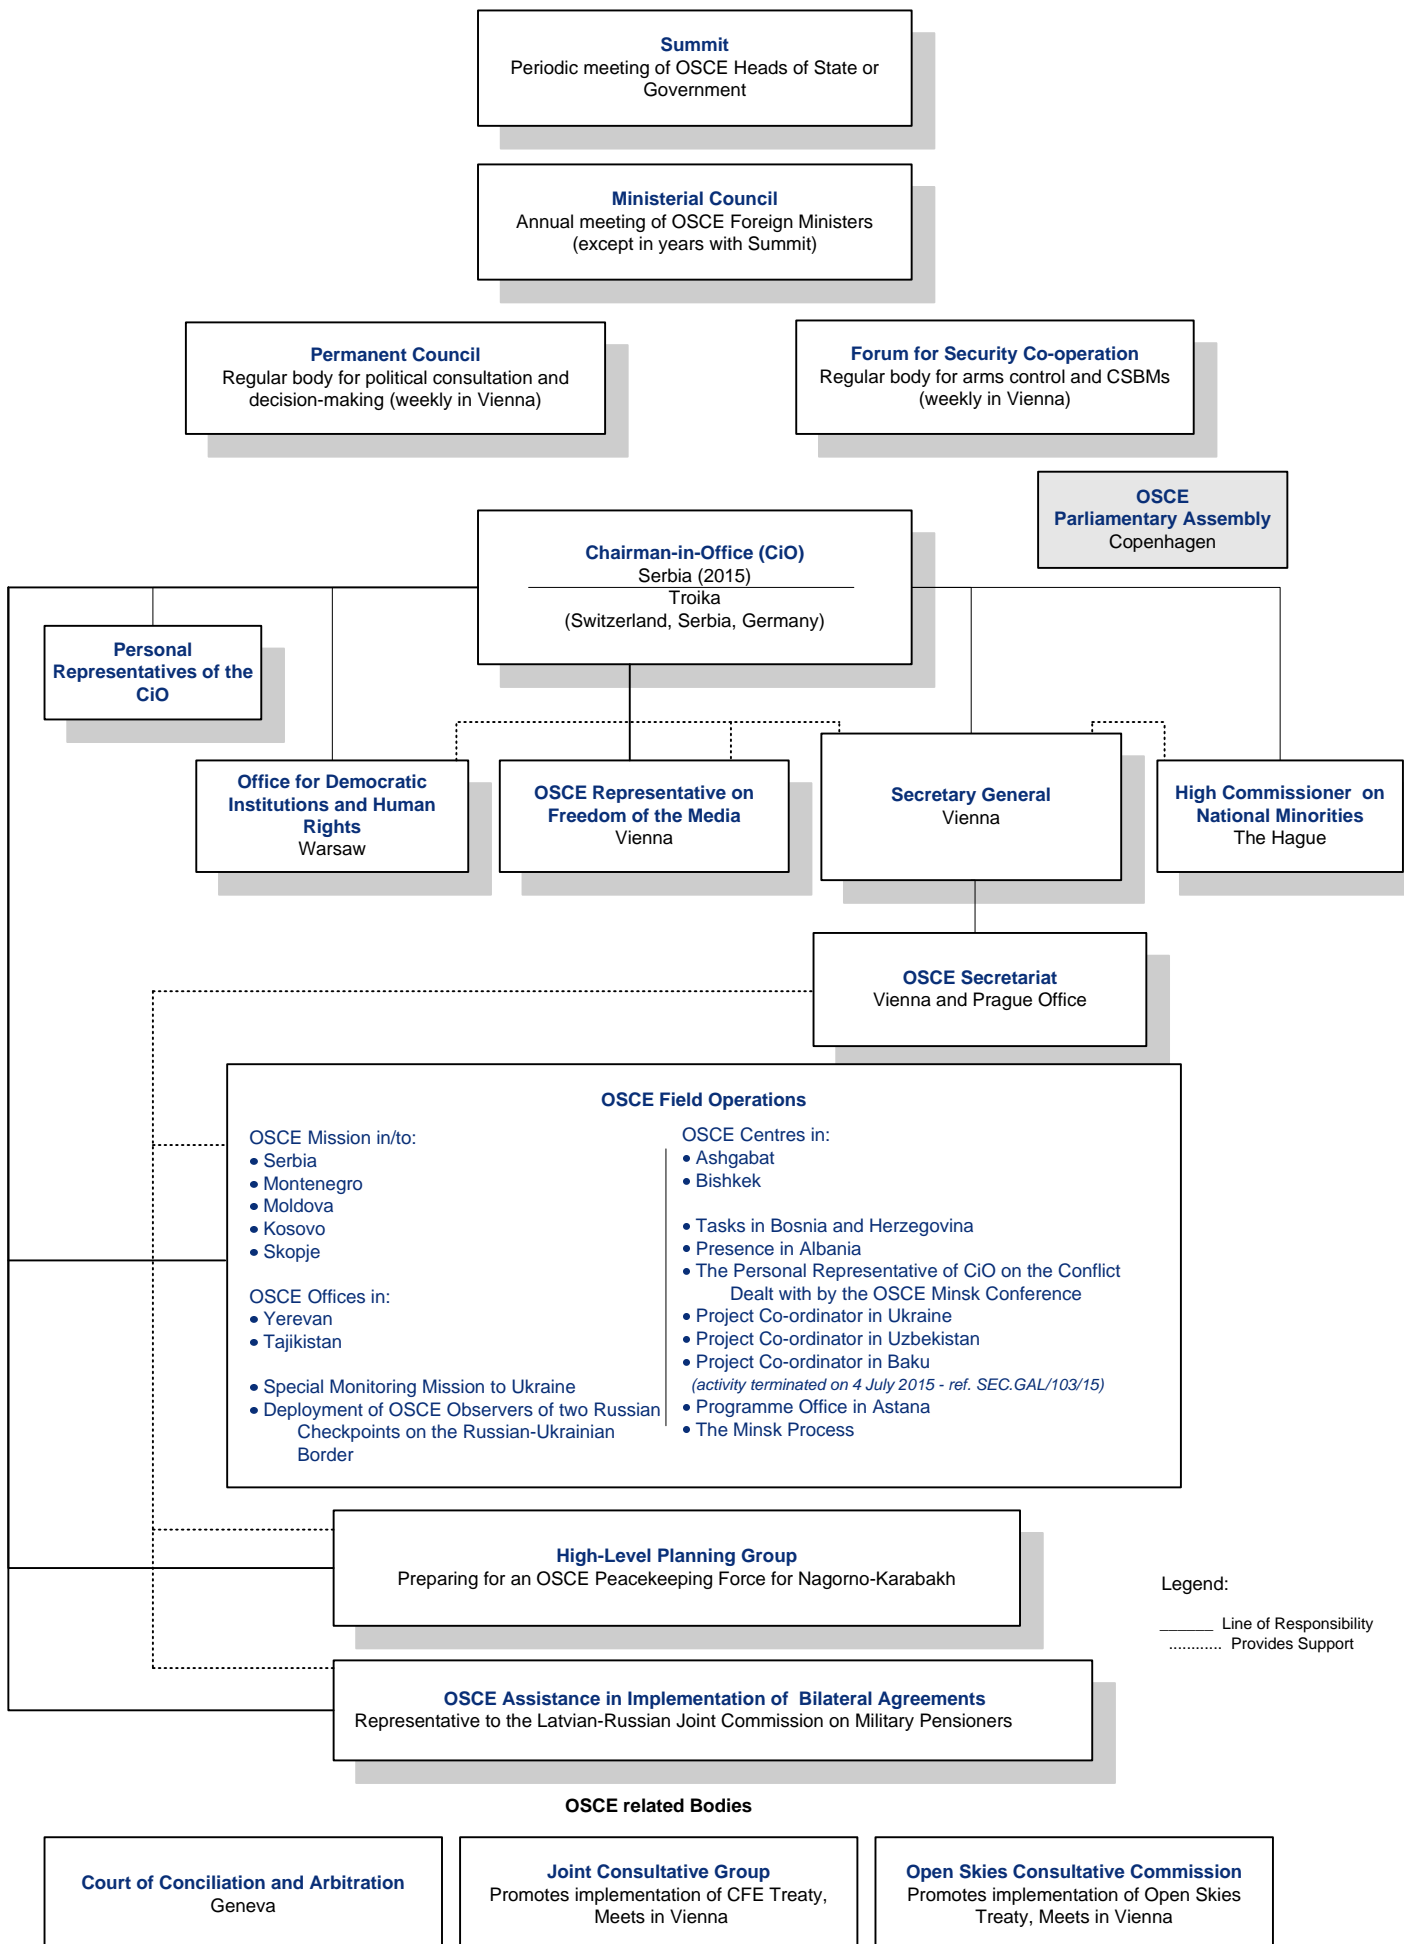 Summit
Periodic meeting of OSCE Heads of State or
Government
Ministerial Council
Annual meeting of OSCE Foreign Ministers
(except in years with Summit)
Permanent Council
Regular body for political consultation and
decision-making (weekly in Vienna)
Forum for Security Co-operation
Regular body for arms control and CSBMs
(weekly in Vienna)
OSCE
Parliamentary Assembly
Copenhagen
Chairman-in-Office (CiO)
Serbia (2015)
Troika
(Switzerland, Serbia, Germany)
Personal
Representatives of the
CiO
Office for Democratic
Institutions and Human
Rights
Warsaw
OSCE Representative on
Freedom of the Media
Vienna
Secretary General
Vienna
High Commissioner on
National Minorities
The Hague
OSCE Secretariat
Vienna and Prague Office
OSCE Field Operations
OSCE Mission in/to:
• Serbia
• Montenegro
• Moldova
• Kosovo
• Skopje
OSCE Offices in:
• Yerevan
• Tajikistan
• Special Monitoring Mission to Ukraine
• Deployment of OSCE Observers of two Russian
Checkpoints on the Russian-Ukrainian
Border
OSCE Centres in:
• Ashgabat
• Bishkek
• Tasks in Bosnia and Herzegovina
• Presence in Albania
• The Personal Representative of CiO on the Conflict
Dealt with by the OSCE Minsk Conference
• Project Co-ordinator in Ukraine
• Project Co-ordinator in Uzbekistan
• Project Co-ordinator in Baku
(activity terminated on 4 July 2015 - ref. SEC.GAL/103/15)
• Programme Office in Astana
• The Minsk Process
High-Level Planning Group
Preparing for an OSCE Peacekeeping Force for Nagorno-Karabakh
Legend:
______ Line of Responsibility
............ Provides Support
OSCE Assistance in Implementation of Bilateral Agreements
Representative to the Latvian-Russian Joint Commission on Military Pensioners
OSCE related Bodies
Court of Conciliation and Arbitration
Geneva
Joint Consultative Group
Promotes implementation of CFE Treaty,
Meets in Vienna
Open Skies Consultative Commission
Promotes implementation of Open Skies
Treaty, Meets in Vienna